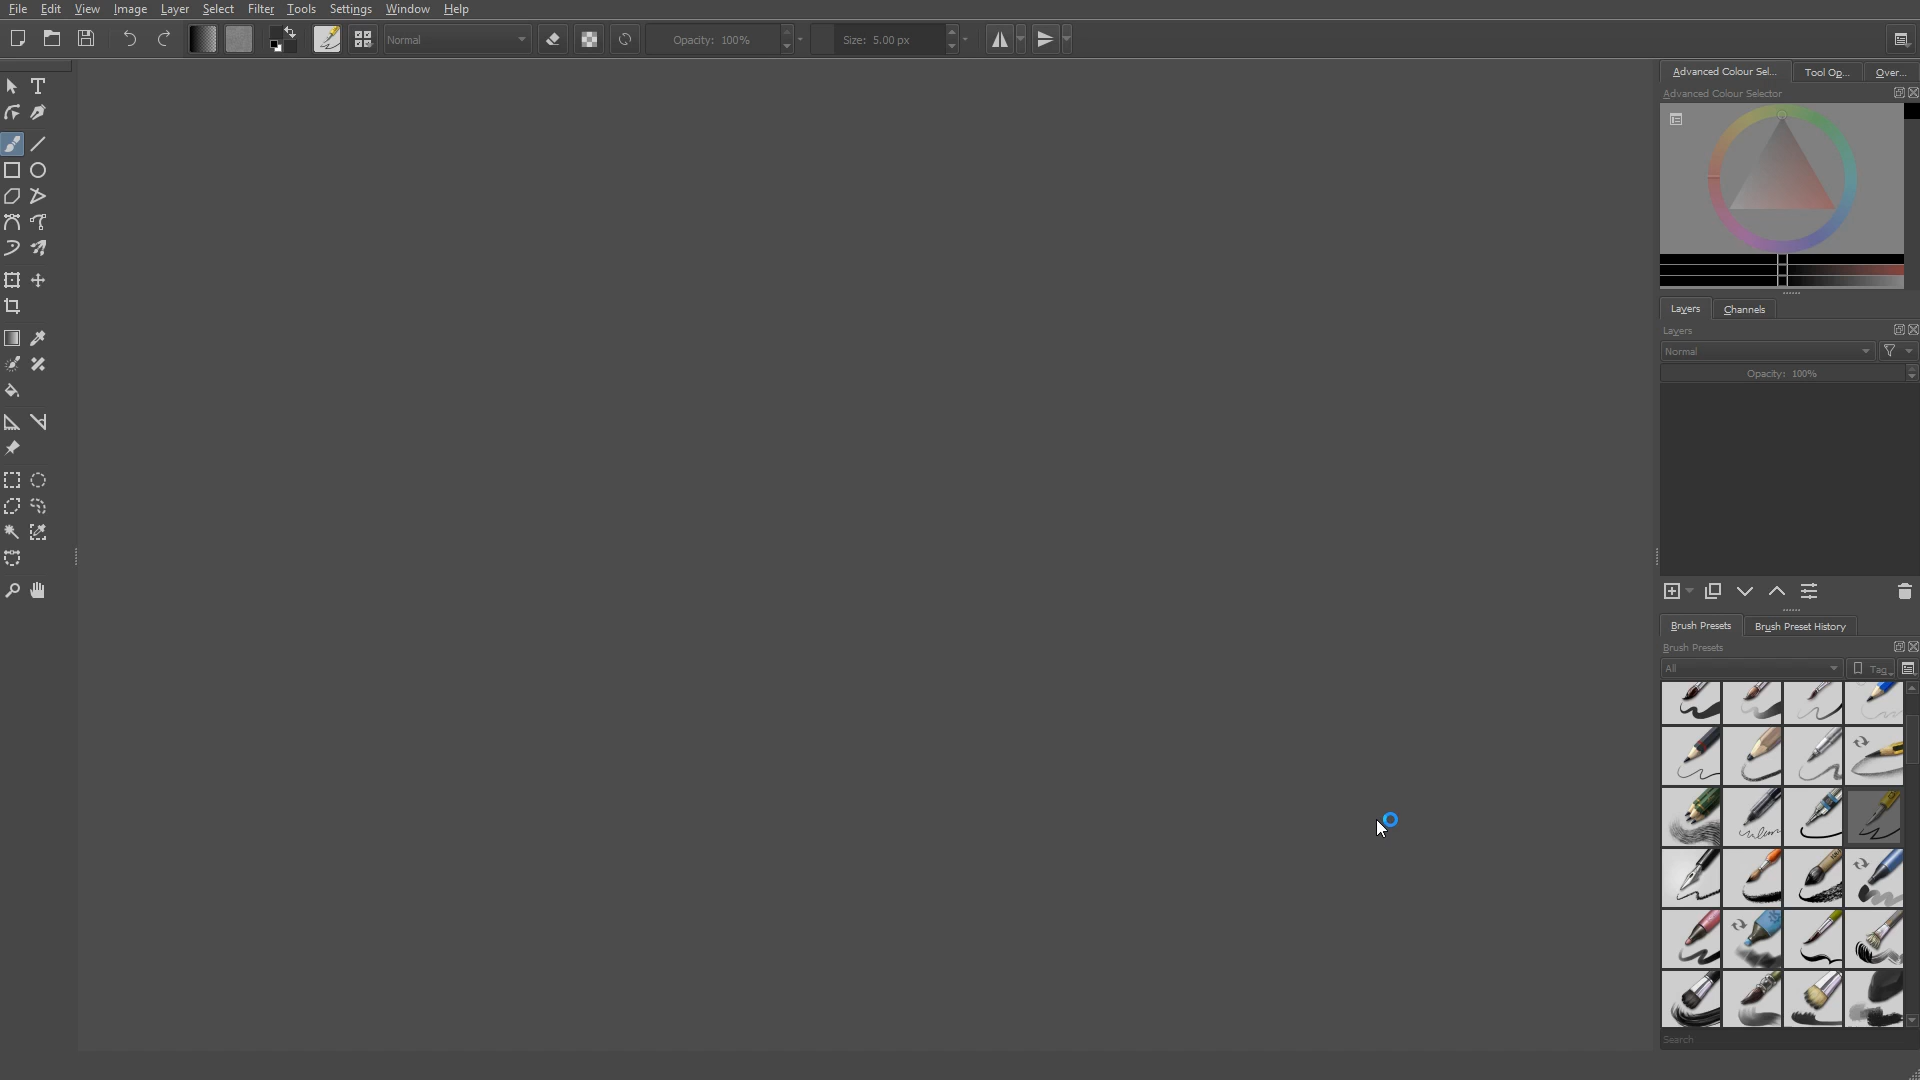 File Edit View Image Layer Select Filter Tools Settings Window Help
Normal Opacity: 100% Size: 5.00 px
Advanced Colour Sel... Tool Op... Over...
Advanced Colour Selector
Layers Channels
Layers
Normal
Opacity: 100%
Brush Presets Brush Preset History
Brush Presets
All Tag
Search